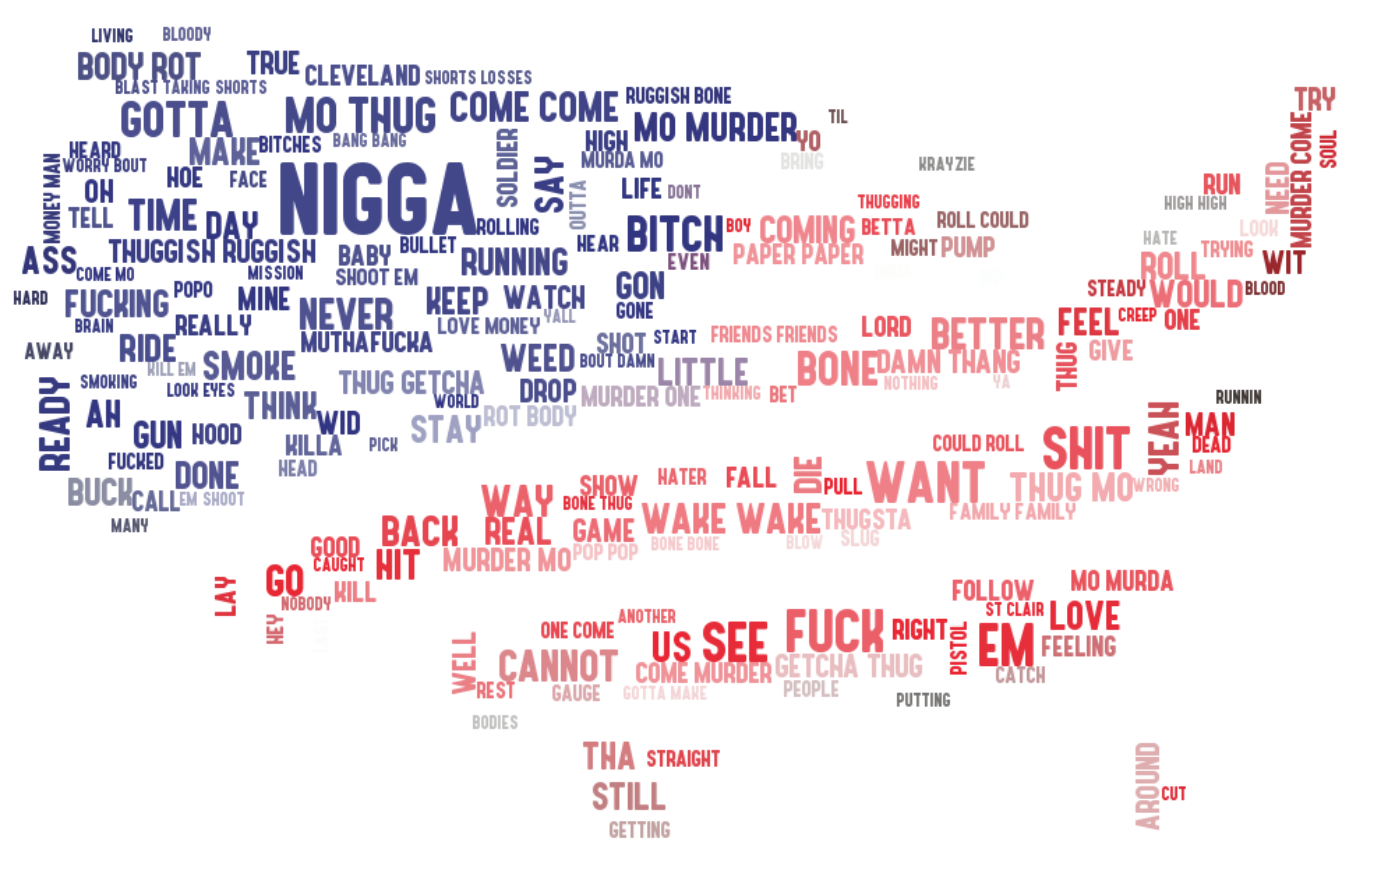 LIVING
BLOODY
BODY ROT
TRUE
CLEVELAND
SHORTS LOSSES
BLAST TAKING SHORTS
GOTTA
MO THUG
COME COME
RUGGISH BONE
MO MURDER
TIL
TRY
HEARD
MAKE
BITCHES
BANG BANG
SOLDIER
HIGH
YO
MURDER COME
SOUL
MONEY MAN
WORRY BOUT
HOE
FACE
NIGGA
SAY
MURDA MO
BRING
KRAYZIE
NEED
OH
OUTTA
LIFE
DONT
THUGGING
RUN
HIGH HIGH
TELL
TIME
DAY
ROLLING
HEAR
BITCH
BOY
COMING
BETTA
ROLL COULD
LOOK
HATE
ASS
THUGGISH RUGGISH
BABY
BULLET
RUNNING
EVEN
PAPER PAPER
MIGHT
PUMP
ROLL
TRYING
WIT
COME MO
MISSION
SHOOT EM
GON
HARD
FUCKING
POPO
MINE
NEVER
KEEP
WATCH
GONE
STEADY
WOULD
BLOOD
BRAIN
REALLY
LOVE MONEY
YALL
START
FRIENDS FRIENDS
LORD
BETTER
FEEL
CREEP
ONE
AWAY
RIDE
MUTHAFUCKA
SHOT
THUG
GIVE
KILL EM
SMOKE
WEED
BOUT DAMN
LITTLE
BONE
DAMN THANG
READY
SMOKING
LOOK EYES
THUG GETCHA
DROP
MURDER ONE
THINKING
BET
NOTHING
YA
RUNNIN
AH
THINK
WID
WORLD
STAY
ROT BODY
YEAH
MAN
GUN
HOOD
KILLA
PICK
COULD ROLL
SHIT
DEAD
FUCKED
DONE
HEAD
SHOW
HATER
FALL
DIE
PULL
WANT
THUG MO
WRONG
LAND
BUCK
CALL
EM SHOOT
WAY
BONE THUG
MANY
BACK
REAL
GAME
WAKE WAKE
THUGSTA
FAMILY FAMILY
GOOD
CAUGHT
HIT
MURDER MO
POP POP
BONE BONE
BLOW
SLUG
LAY
GO
NOBODY
KILL
FOLLOW
MO MURDA
HEY
ANOTHER
ST CLAIR
LOVE
WELL
ONE COME
US
SEE
FUCK
RIGHT
PISTOL
EM
FEELING
CANNOT
COME MURDER
GETCHA THUG
CATCH
REST
GAUGE
GOTTA MAKE
PEOPLE
PUTTING
BODIES
THA
STRAIGHT
AROUND
STILL
CUT
GETTING